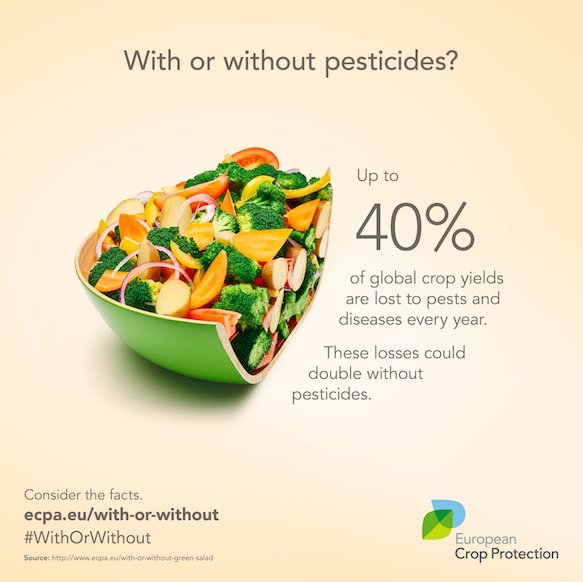 With or without pesticides?
Up to
40%
of global crop yields
are lost to pests and
diseases every year.
These losses could
double without
pesticides.
Consider the facts.
ecpa.eu/with-or-without
#WithOrWithout
Source: http://www.ecpa.eu/with-or-without-green-salad
European
Crop Protection